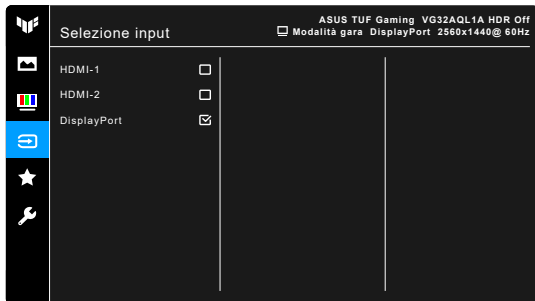 ASUS TUF Gaming VG32AQL1A HDR Off
Selezione input
Modalità gara DisplayPort 2560x1440@ 60Hz
HDMI-1
HDMI-2
DisplayPort